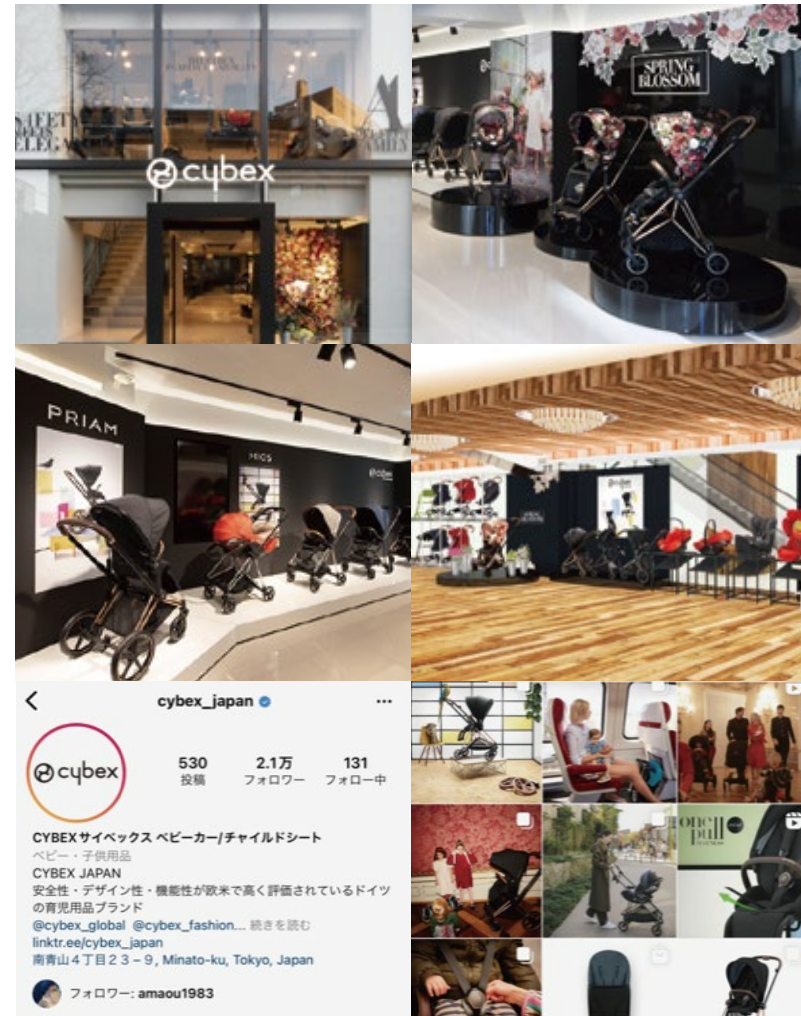 SAFETY
MEETS
cybex
SPRING
BLOSSOM
PRIAM
MIOS
cybex
cybex_japan
cybex
530
投稿
2.1万
フォロワー
131
フォロー中
CYBEXサイベックス ベビーカー/チャイルドシート
ベビー・子供用品
CYBEX JAPAN
安全性・デザイン性・機能性が欧米で高く評価されているドイツ
の育児用品ブランド
@cybex_global @cybex_fashion... 続きを読む
linktr.ee/cybex_japan
南青山4丁目23-9, Minato-ku, Tokyo, Japan
フォロワー: amaou1983
one
pull